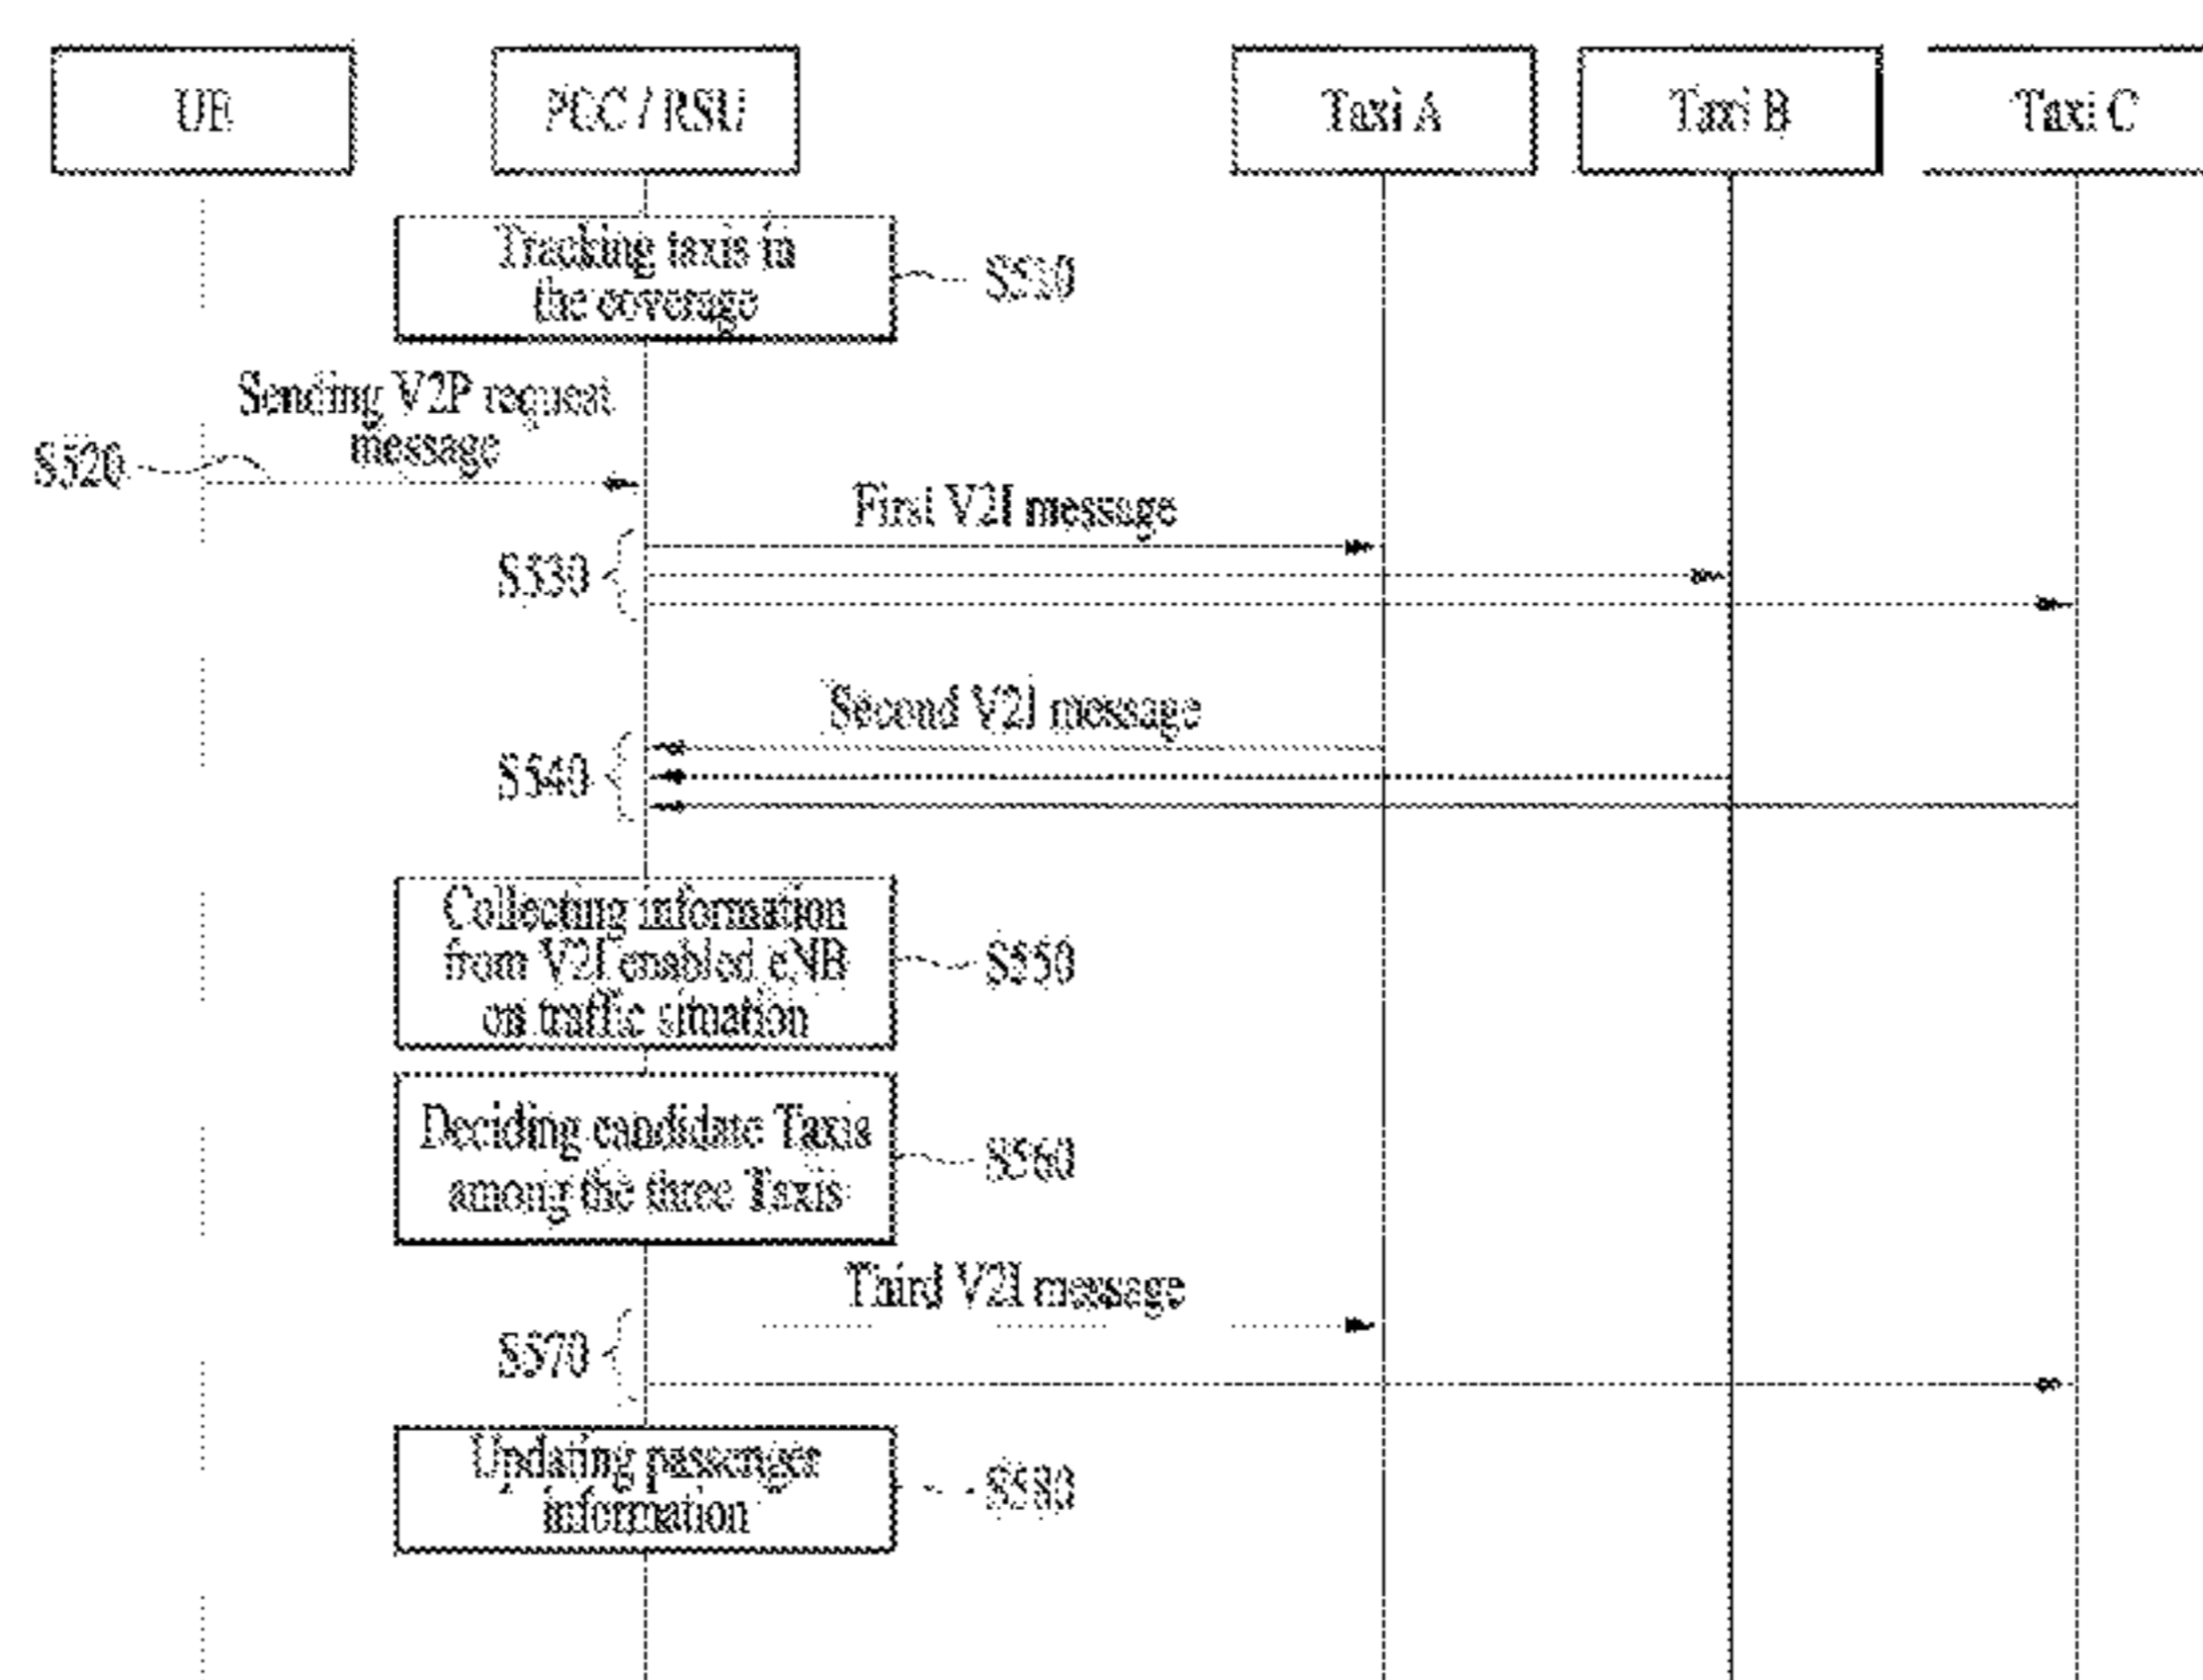 UE
PGC / RSU
Taxi A
Taxi B
Taxi C
Tracking taxis in
the coverage
S510
Sending V2P request
message
S520
First V2I message
S530
Second V2I message
S540
Collecting information
from V2I enabled eNB
on traffic situation
S550
Deciding candidate Taxis
among the three Taxis
S560
Third V2I message
S570
Updating passenger
information
S580